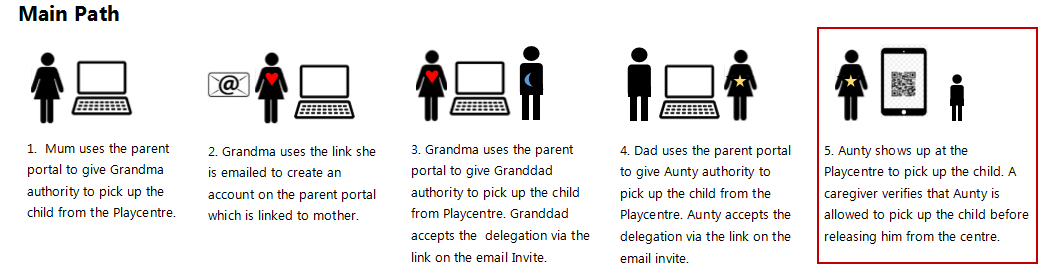 Main Path
@
1. Mum uses the parent
portal to give Grandma
authority to pick up the
child from the Playcentre.
2. Grandma uses the link she
is emailed to create an
account on the parent portal
which is linked to mother.
3. Grandma uses the parent
portal to give Granddad
authority to pick up the child
from Playcentre. Granddad
accepts the delegation via the
link on the email Invite.
4. Dad uses the parent portal
to give Aunty authority to
pick up the child from the
Playcentre. Aunty accepts the
delegation via the link on the
email invite.
5. Aunty shows up at the
Playcentre to pick up the child. A
caregiver verifies that Aunty is
allowed to pick up the child before
releasing him from the centre.